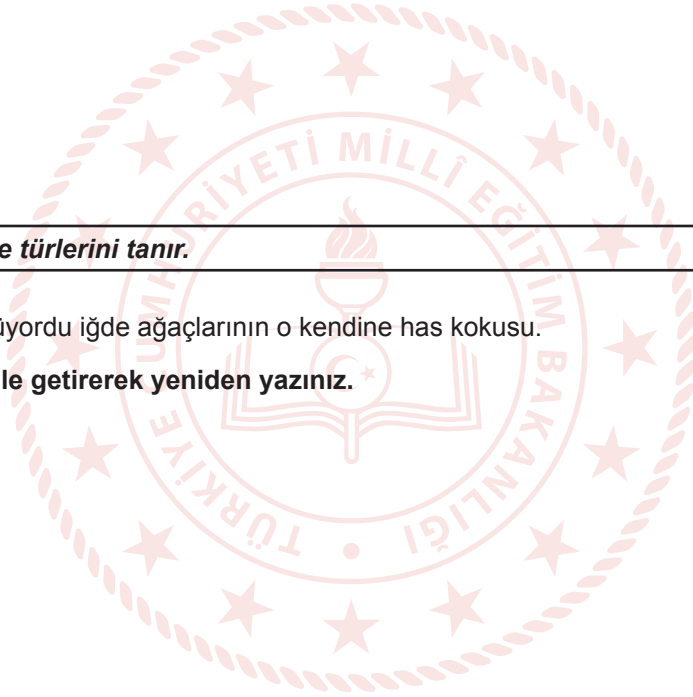 e türlerini tanır.
üyordu iğde ağaçlarının o kendine has kokusu.
le getirerek yeniden yazınız.
TÜRKİYE CUMHURİYETİ MİLLÎ EĞİTİM BAKANLIĞI